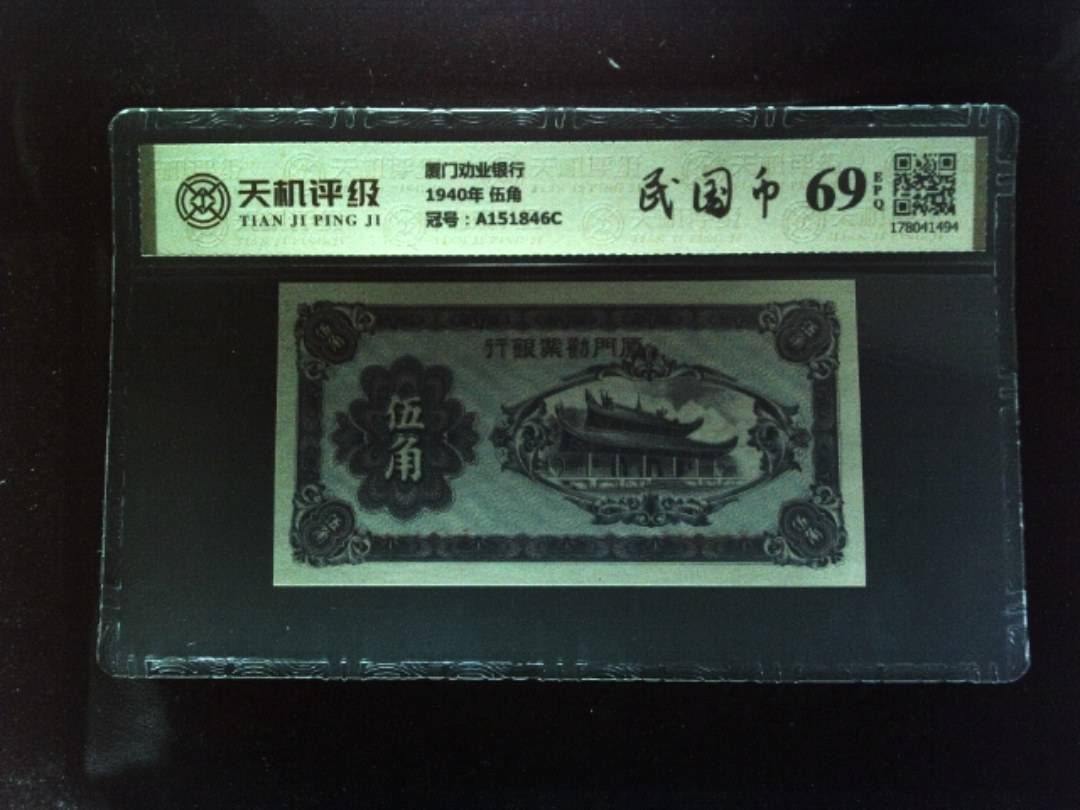 天机评级
TIAN JI PING JI
厦门劝业银行
1940年 伍角
冠号：A151846C
民国币
69
EPQ
178041494
行銀業勸門厦
伍角